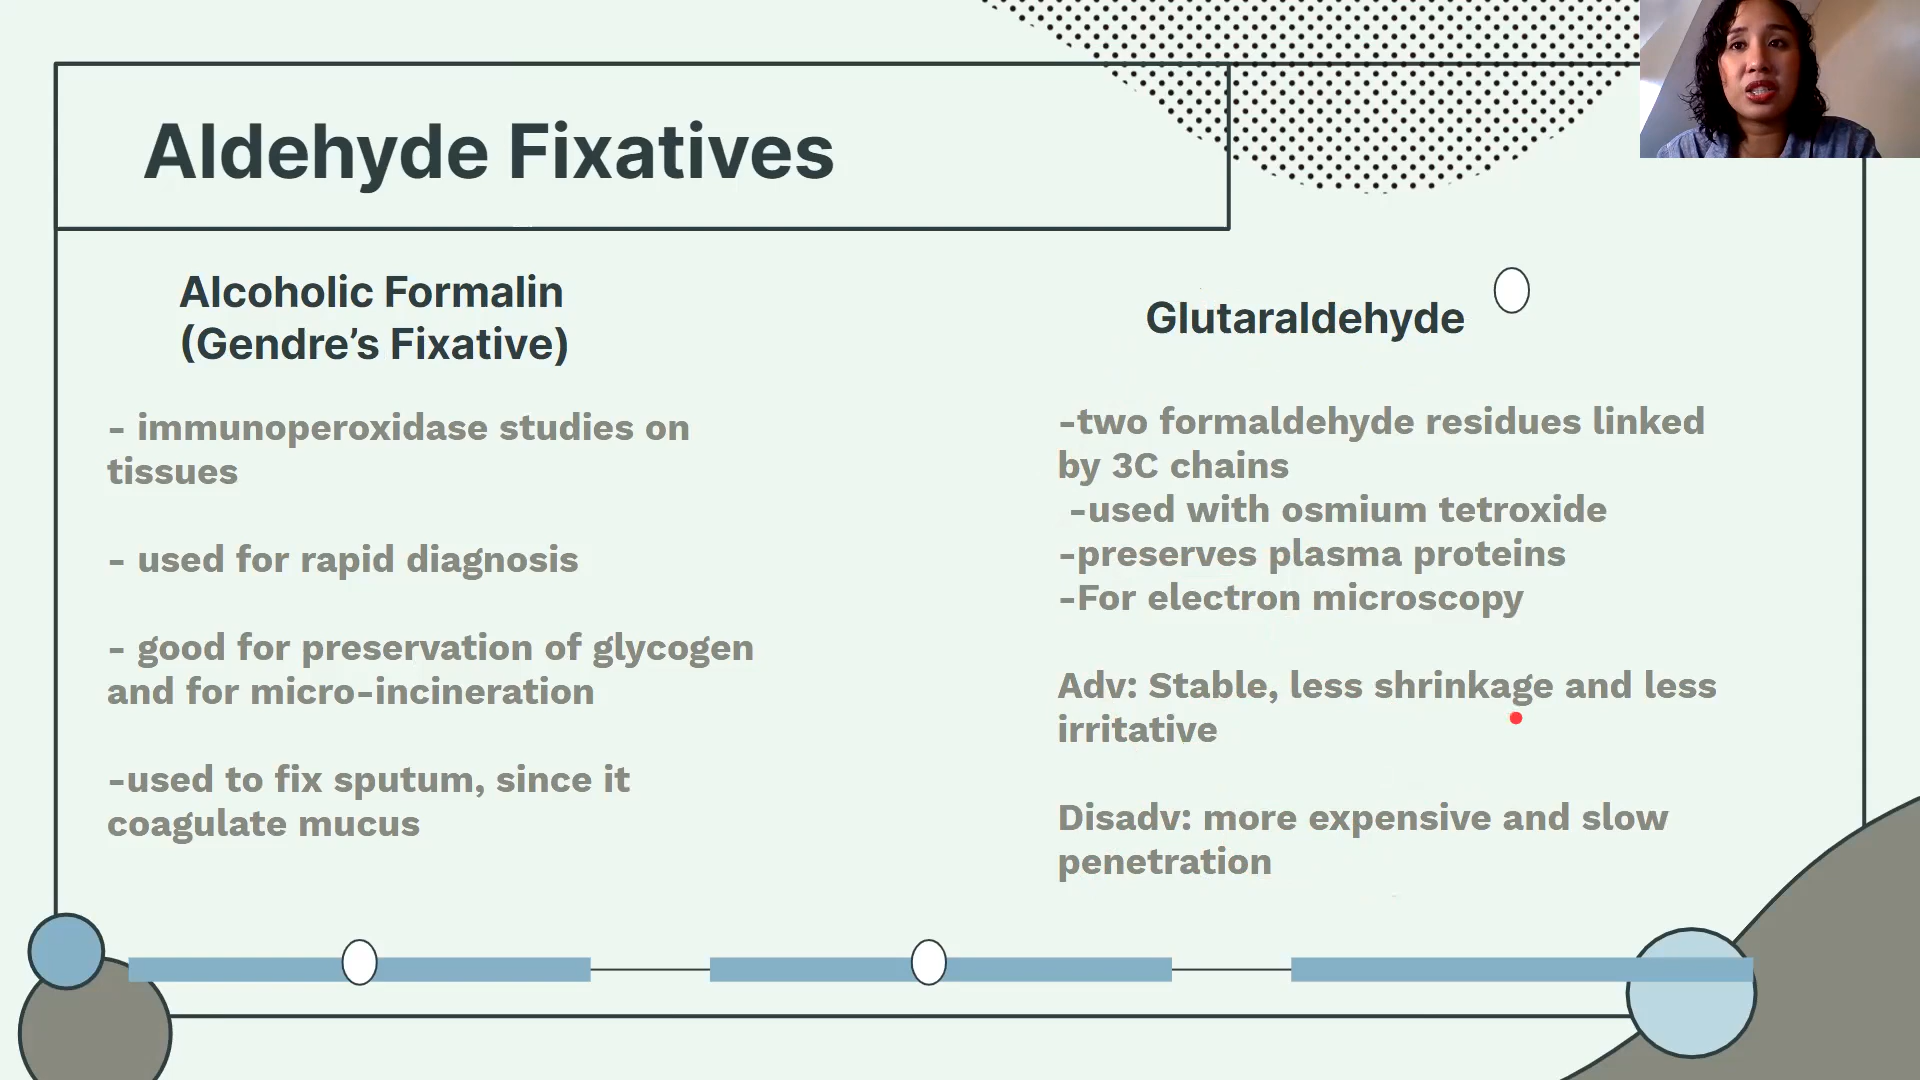 Aldehyde Fixatives
Alcoholic Formalin
(Gendre's Fixative)
- immunoperoxidase studies on
tissues
- used for rapid diagnosis
- good for preservation of glycogen
and for micro-incineration
-used to fix sputum, since it
coagulate mucus
Glutaraldehyde
-two formaldehyde residues linked
by 3C chains
-used with osmium tetroxide
-preserves plasma proteins
-For electron microscopy
Adv: Stable, less shrinkage and less
irritative
Disadv: more expensive and slow
penetration